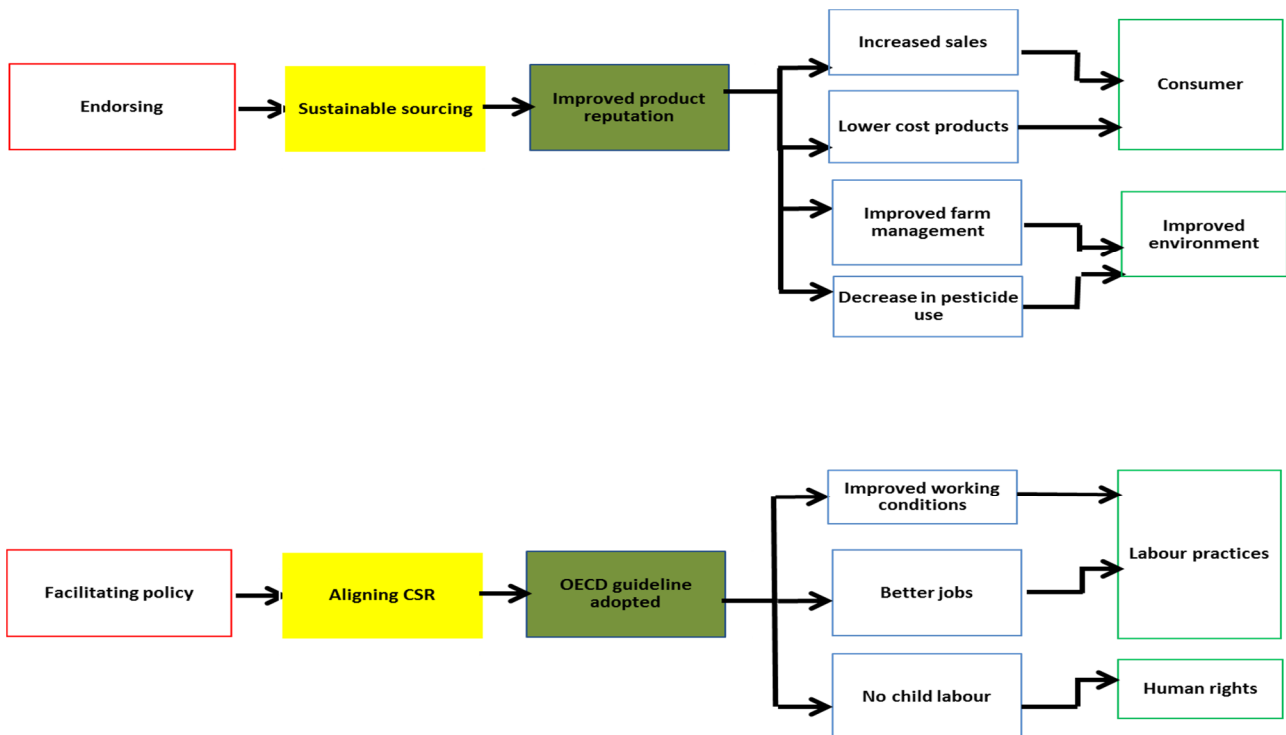 Endorsing
Sustainable sourcing
Improved product
reputation
Increased sales
Lower cost products
Improved farm
management
Decrease in pesticide
use
Consumer
Improved
environment
Facilitating policy
Aligning CSR
OECD guideline
adopted
Improved working
conditions
Better jobs
No child labour
Labour practices
Human rights